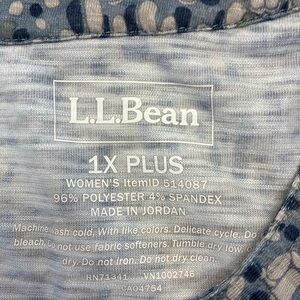 L.L.Bean
1X PLUS
WOMEN'S ItemID 514087
96% POLYESTER 4% SPANDEX
MADE IN JORDAN
Machine wash cold. With like colors. Delicate cycle. Do
bleach. Do not use fabric softeners. Tumble dry low.
dry. Do not iron. Do not dry clean.
RN71341 VN1002746
CA04754